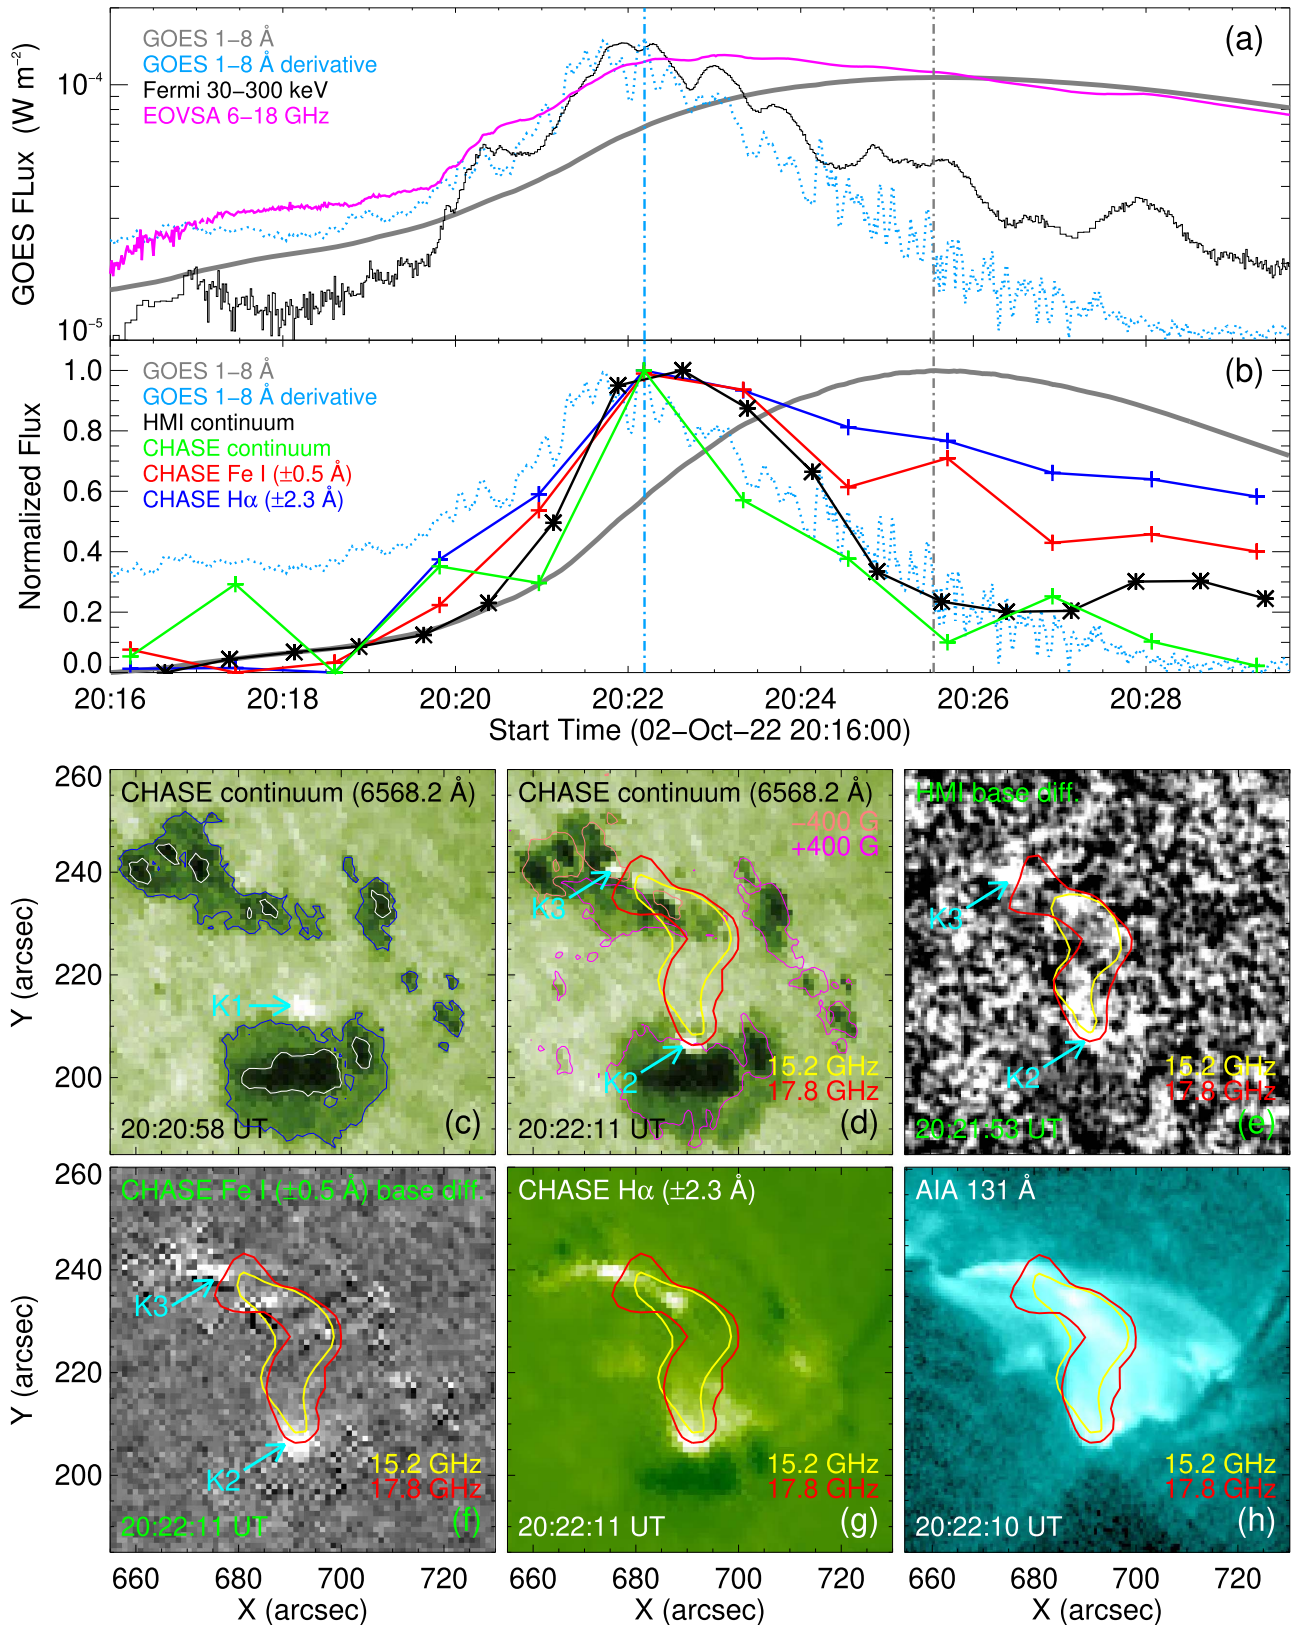 (a)
GOES 1−8 Å
GOES 1−8 Å derivative
Fermi 30−300 keV
EOVSA 6−18 GHz
GOES FLux (W m⁻²)
10⁻⁴
10⁻⁵
(b)
GOES 1−8 Å
GOES 1−8 Å derivative
HMI continuum
CHASE continuum
CHASE Fe I (±0.5 Å)
CHASE Hα (±2.3 Å)
Normalized Flux
1.0
0.8
0.6
0.4
0.2
0.0
20:16 20:18 20:20 20:22 20:24 20:26 20:28
Start Time (02−Oct−22 20:16:00)
Y (arcsec)
260
240
220
200
CHASE continuum (6568.2 Å)
K1
20:20:58 UT
(c)
CHASE continuum (6568.2 Å)
−400 G
+400 G
K3
K2
15.2 GHz
17.8 GHz
20:22:11 UT
(d)
HMI base diff.
K3
K2
15.2 GHz
17.8 GHz
20:21:53 UT
(e)
Y (arcsec)
260
240
220
200
CHASE Fe I (±0.5 Å) base diff.
K3
K2
15.2 GHz
17.8 GHz
20:22:11 UT
(f)
CHASE Hα (±2.3 Å)
15.2 GHz
17.8 GHz
20:22:11 UT
(g)
AIA 131 Å
15.2 GHz
17.8 GHz
20:22:10 UT
(h)
660 680 700 720
660 680 700 720
660 680 700 720
X (arcsec)
X (arcsec)
X (arcsec)